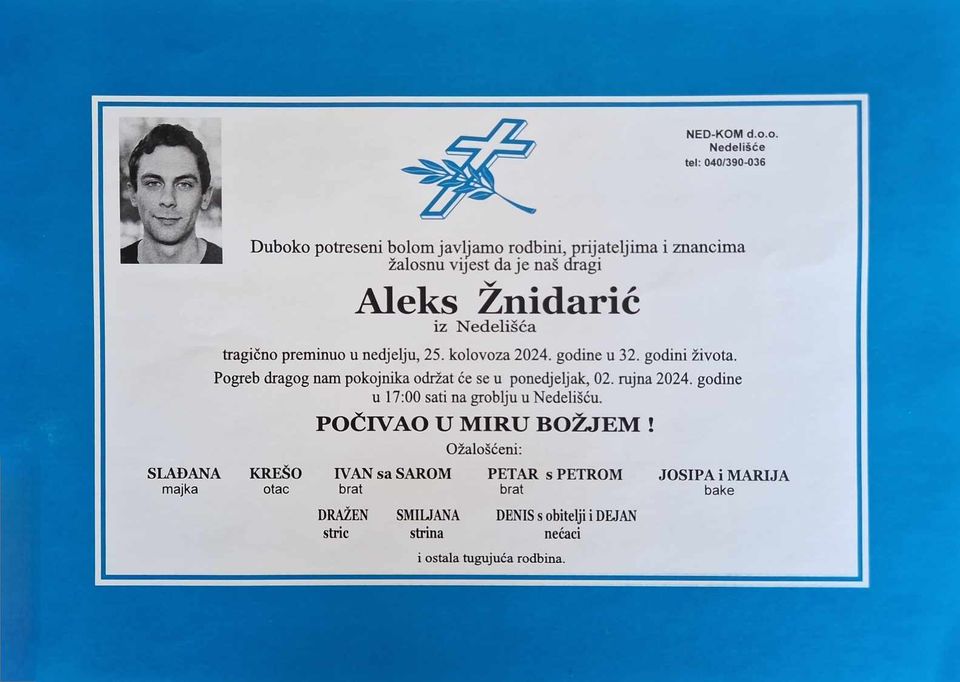 NED-KOM d.o.o.
Nedelišće
tel: 040/390-036
Duboko potreseni bolom javljamo rodbini, prijateljima i znancima
žalosnu vijest da je naš dragi
Aleks Žnidarić
iz Nedelišća
tragično preminuo u nedjelju, 25. kolovoza 2024. godine u 32. godini života.
Pogreb dragog nam pokojnika održat će se u ponedjeljak, 02. rujna 2024. godine
u 17:00 sati na groblju u Nedelišću.
POČIVAO U MIRU BOŽJEM !
Ožalošćeni:
SLAĐANA KREŠO IVAN sa SAROM PETAR s PETROM JOSIPA i MARIJA
majka otac brat brat bake
DRAŽEN SMILJANA DENIS s obitelji i DEJAN
stric strina nećaci
i ostala tugujuća rodbina.